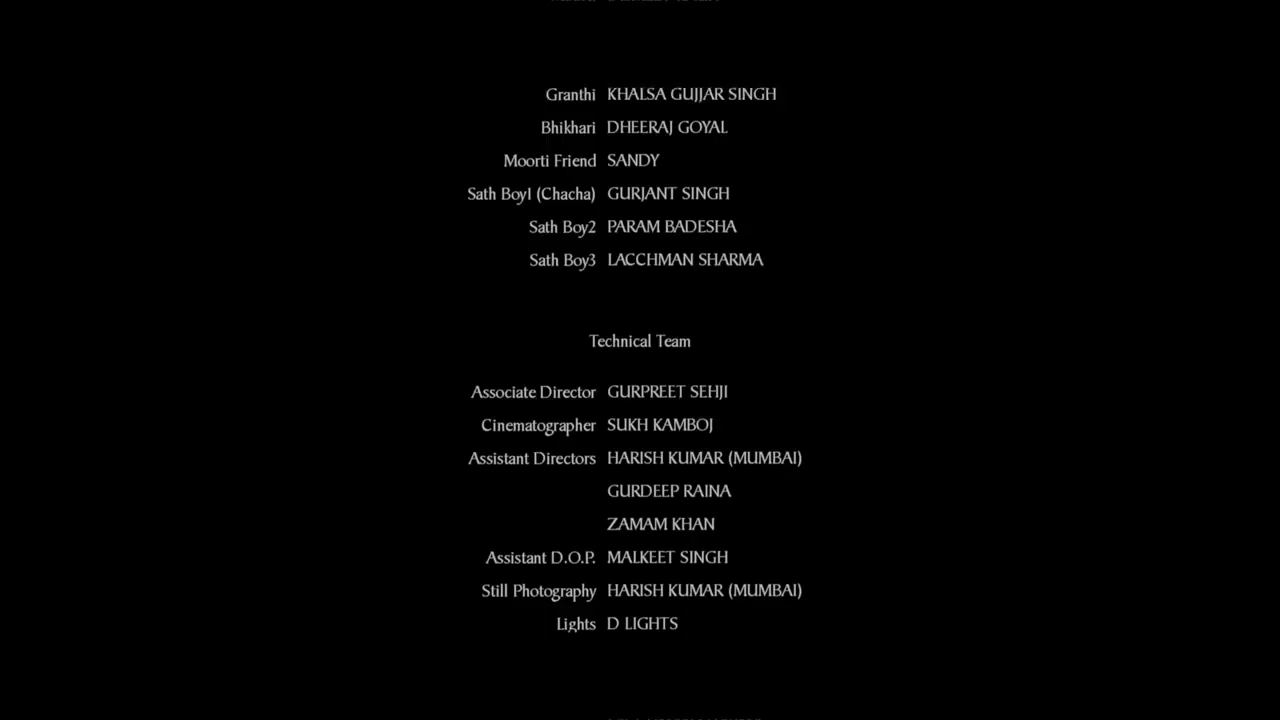 Granthi KHALSA GUJJAR SINGH
Bhikhari DHEERAJ GOYAL
Moorti Friend SANDY
Sath Boy1 (Chacha) GURJANT SINGH
Sath Boy2 PARAM BADESHA
Sath Boy3 LACCHMAN SHARMA
Technical Team
Associate Director GURPREET SEHJI
Cinematographer SUKH KAMBOJ
Assistant Directors HARISH KUMAR (MUMBAI)
GURDEEP RAINA
ZAMAM KHAN
Assistant D.O.P. MALKEET SINGH
Still Photography HARISH KUMAR (MUMBAI)
Lights D LIGHTS